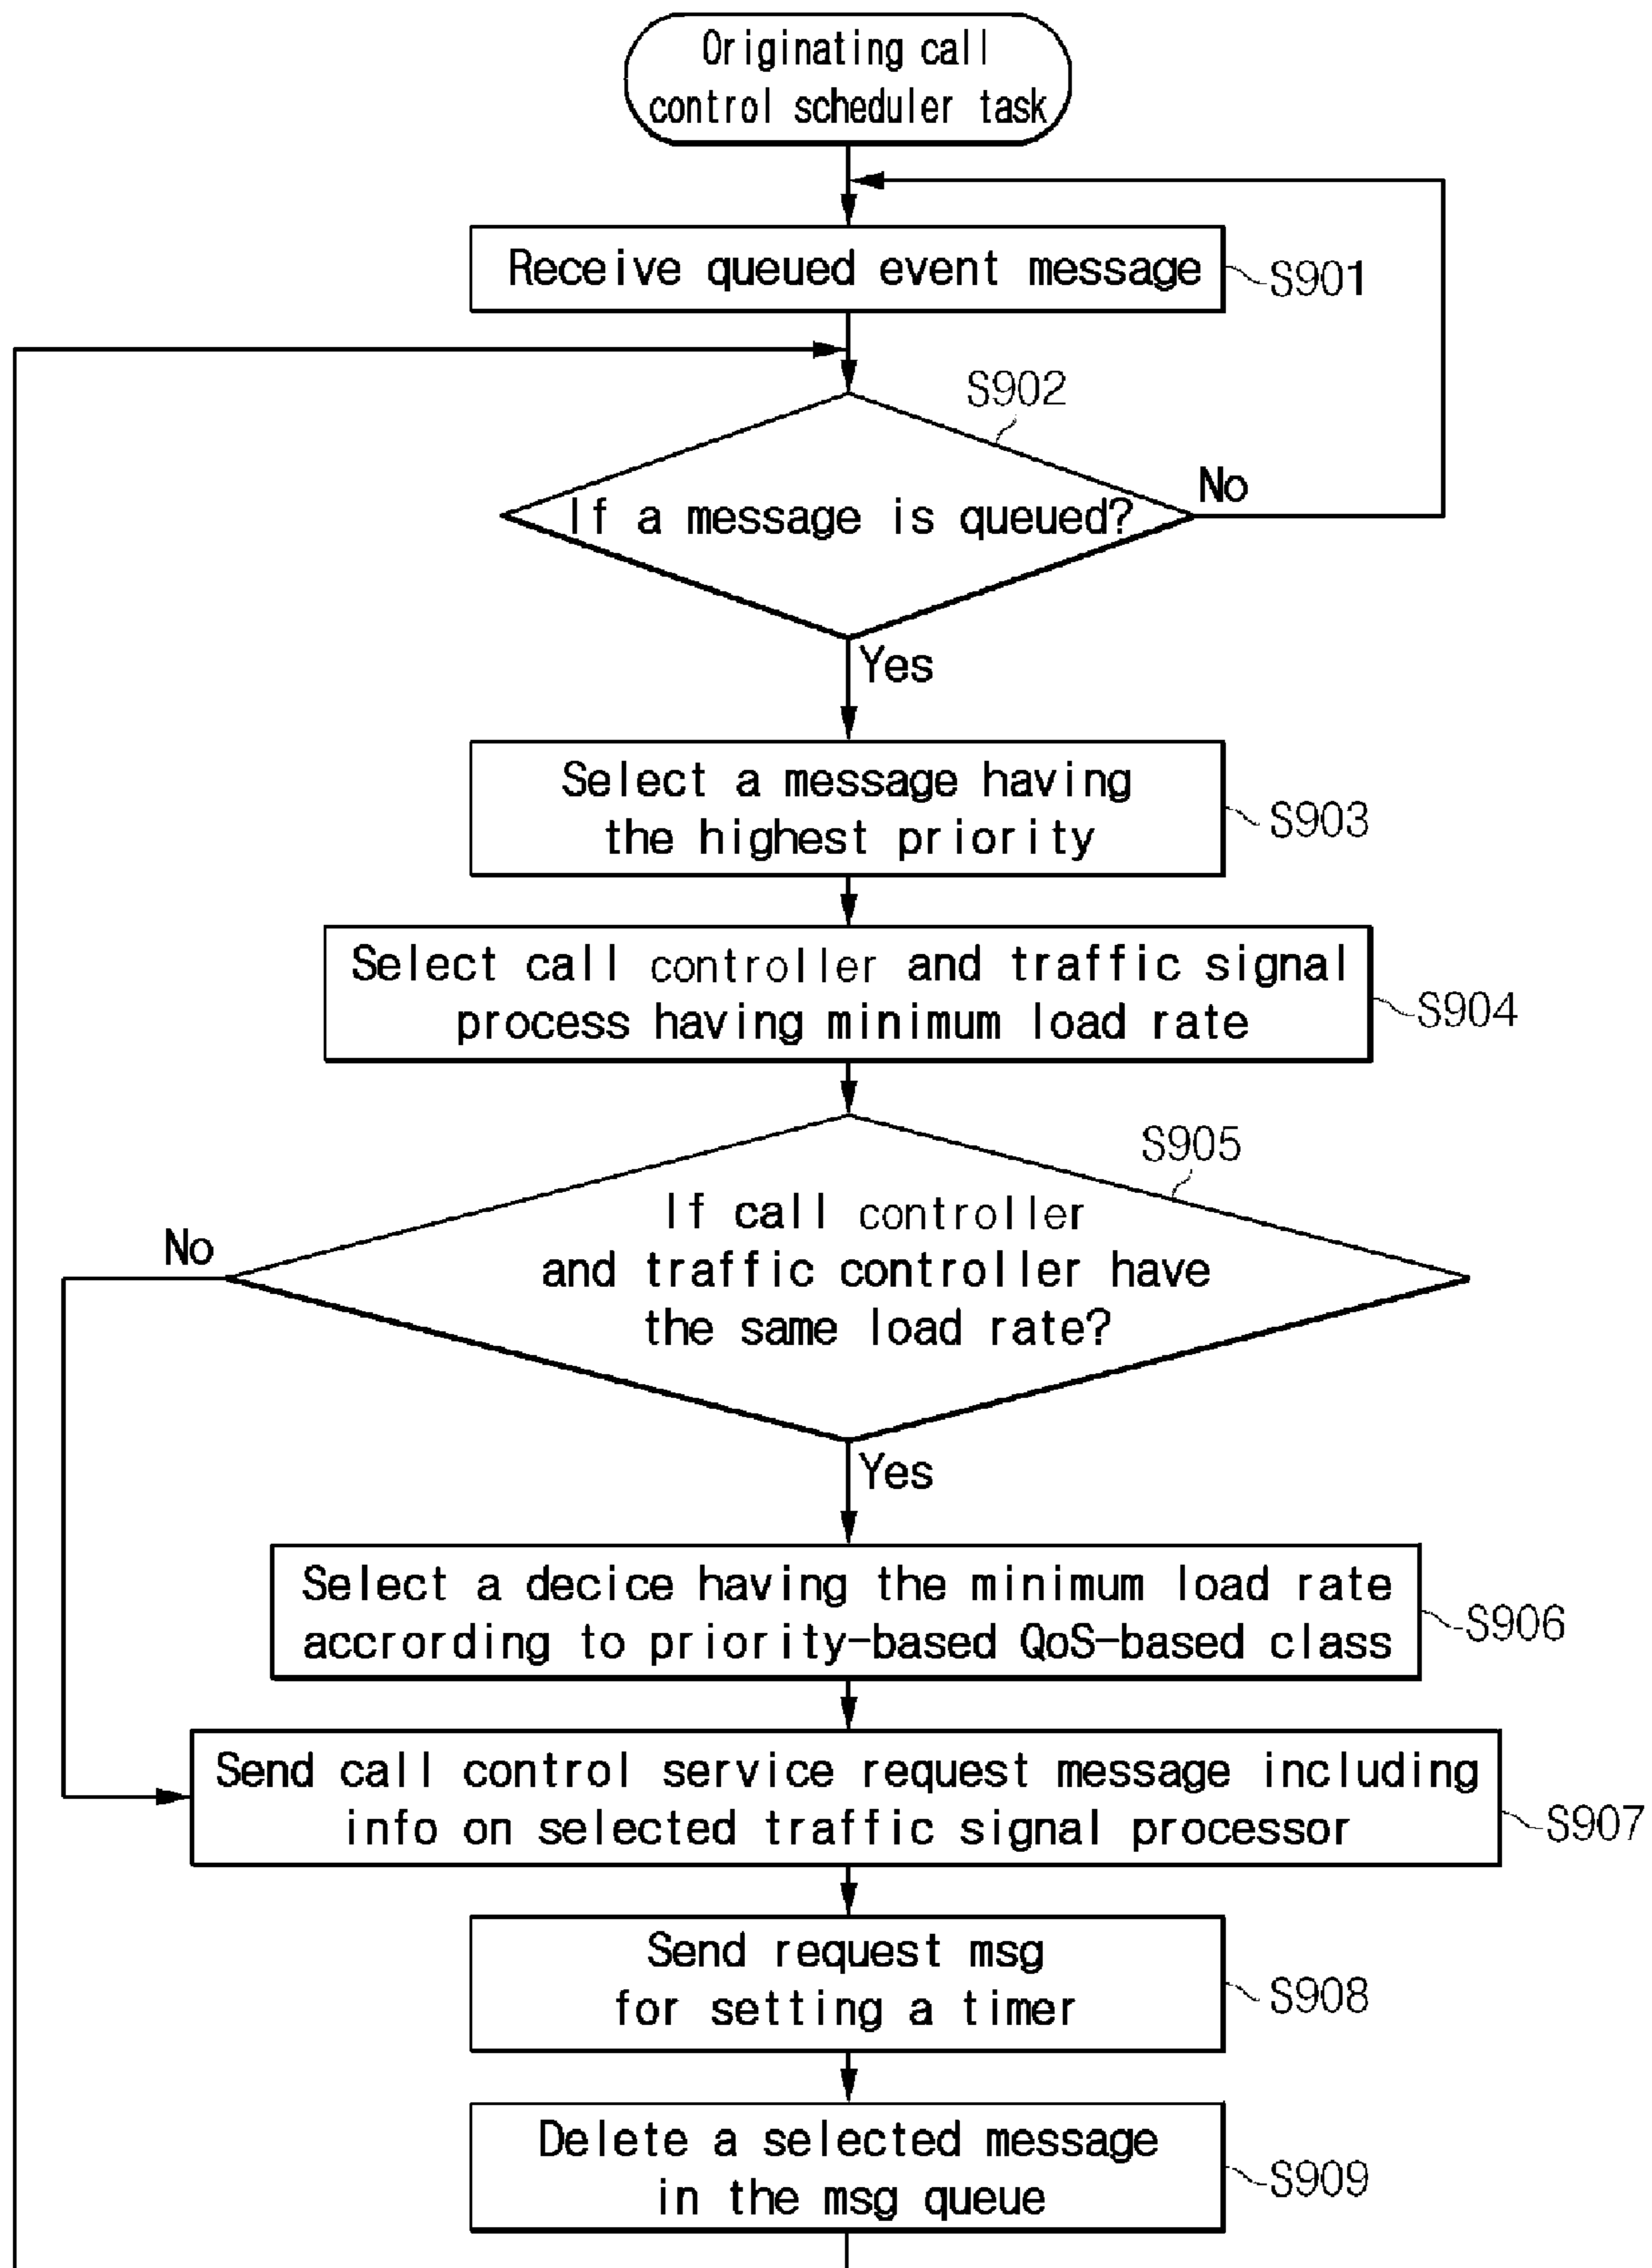 Originating call
control scheduler task
Receive queued event message
S901
S902
If a message is queued?
No
Yes
Select a message having
the highest priority
S903
Select call controller and traffic signal
process having minimum load rate
S904
S905
If call controller
and traffic controller have
the same load rate?
No
Yes
Select a decice having the minimum load rate
accrording to priority-based QoS-based class
S906
Send call control service request message including
info on selected traffic signal processor
S907
Send request msg
for setting a timer
S908
Delete a selected message
in the msg queue
S909